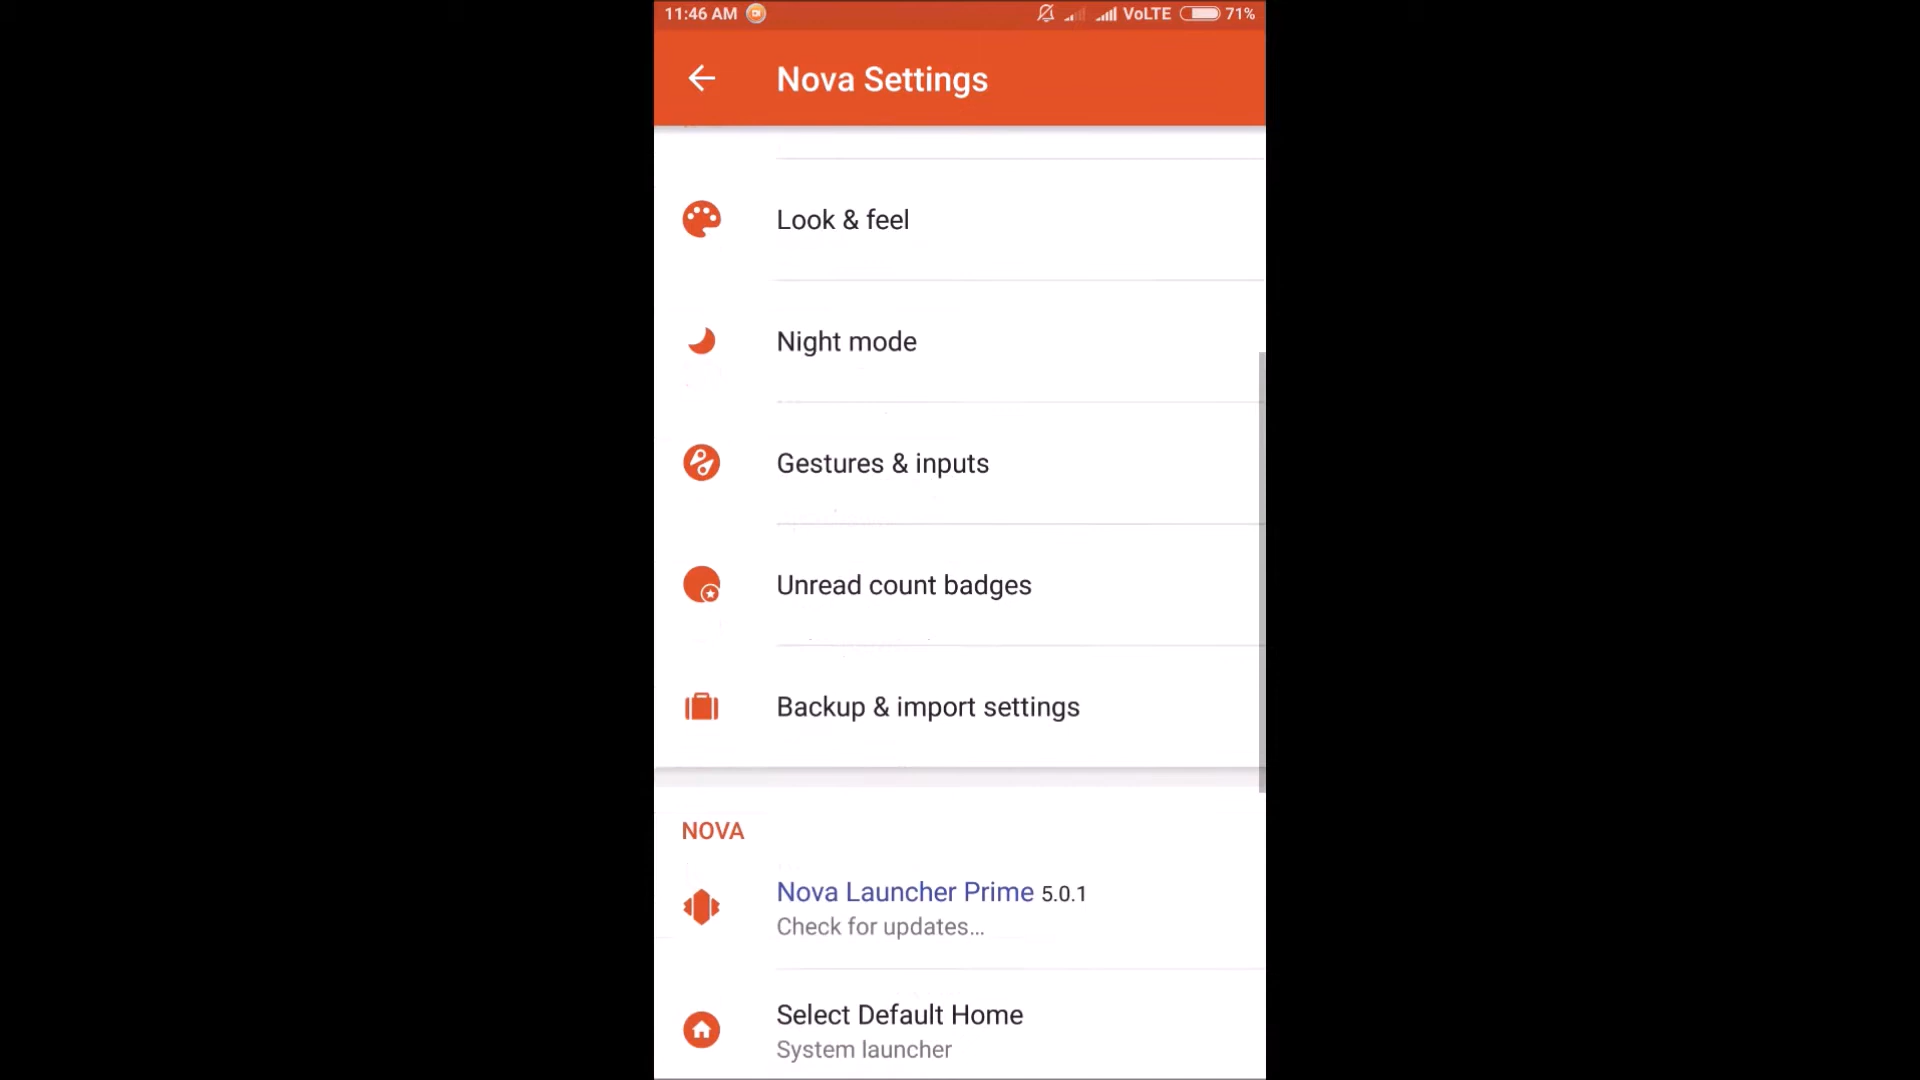 11:46 AM VoLTE 71%
Nova Settings
Look & feel
Night mode
Gestures & inputs
Unread count badges
Backup & import settings
NOVA
Nova Launcher Prime 5.0.1
Check for updates...
Select Default Home
System launcher